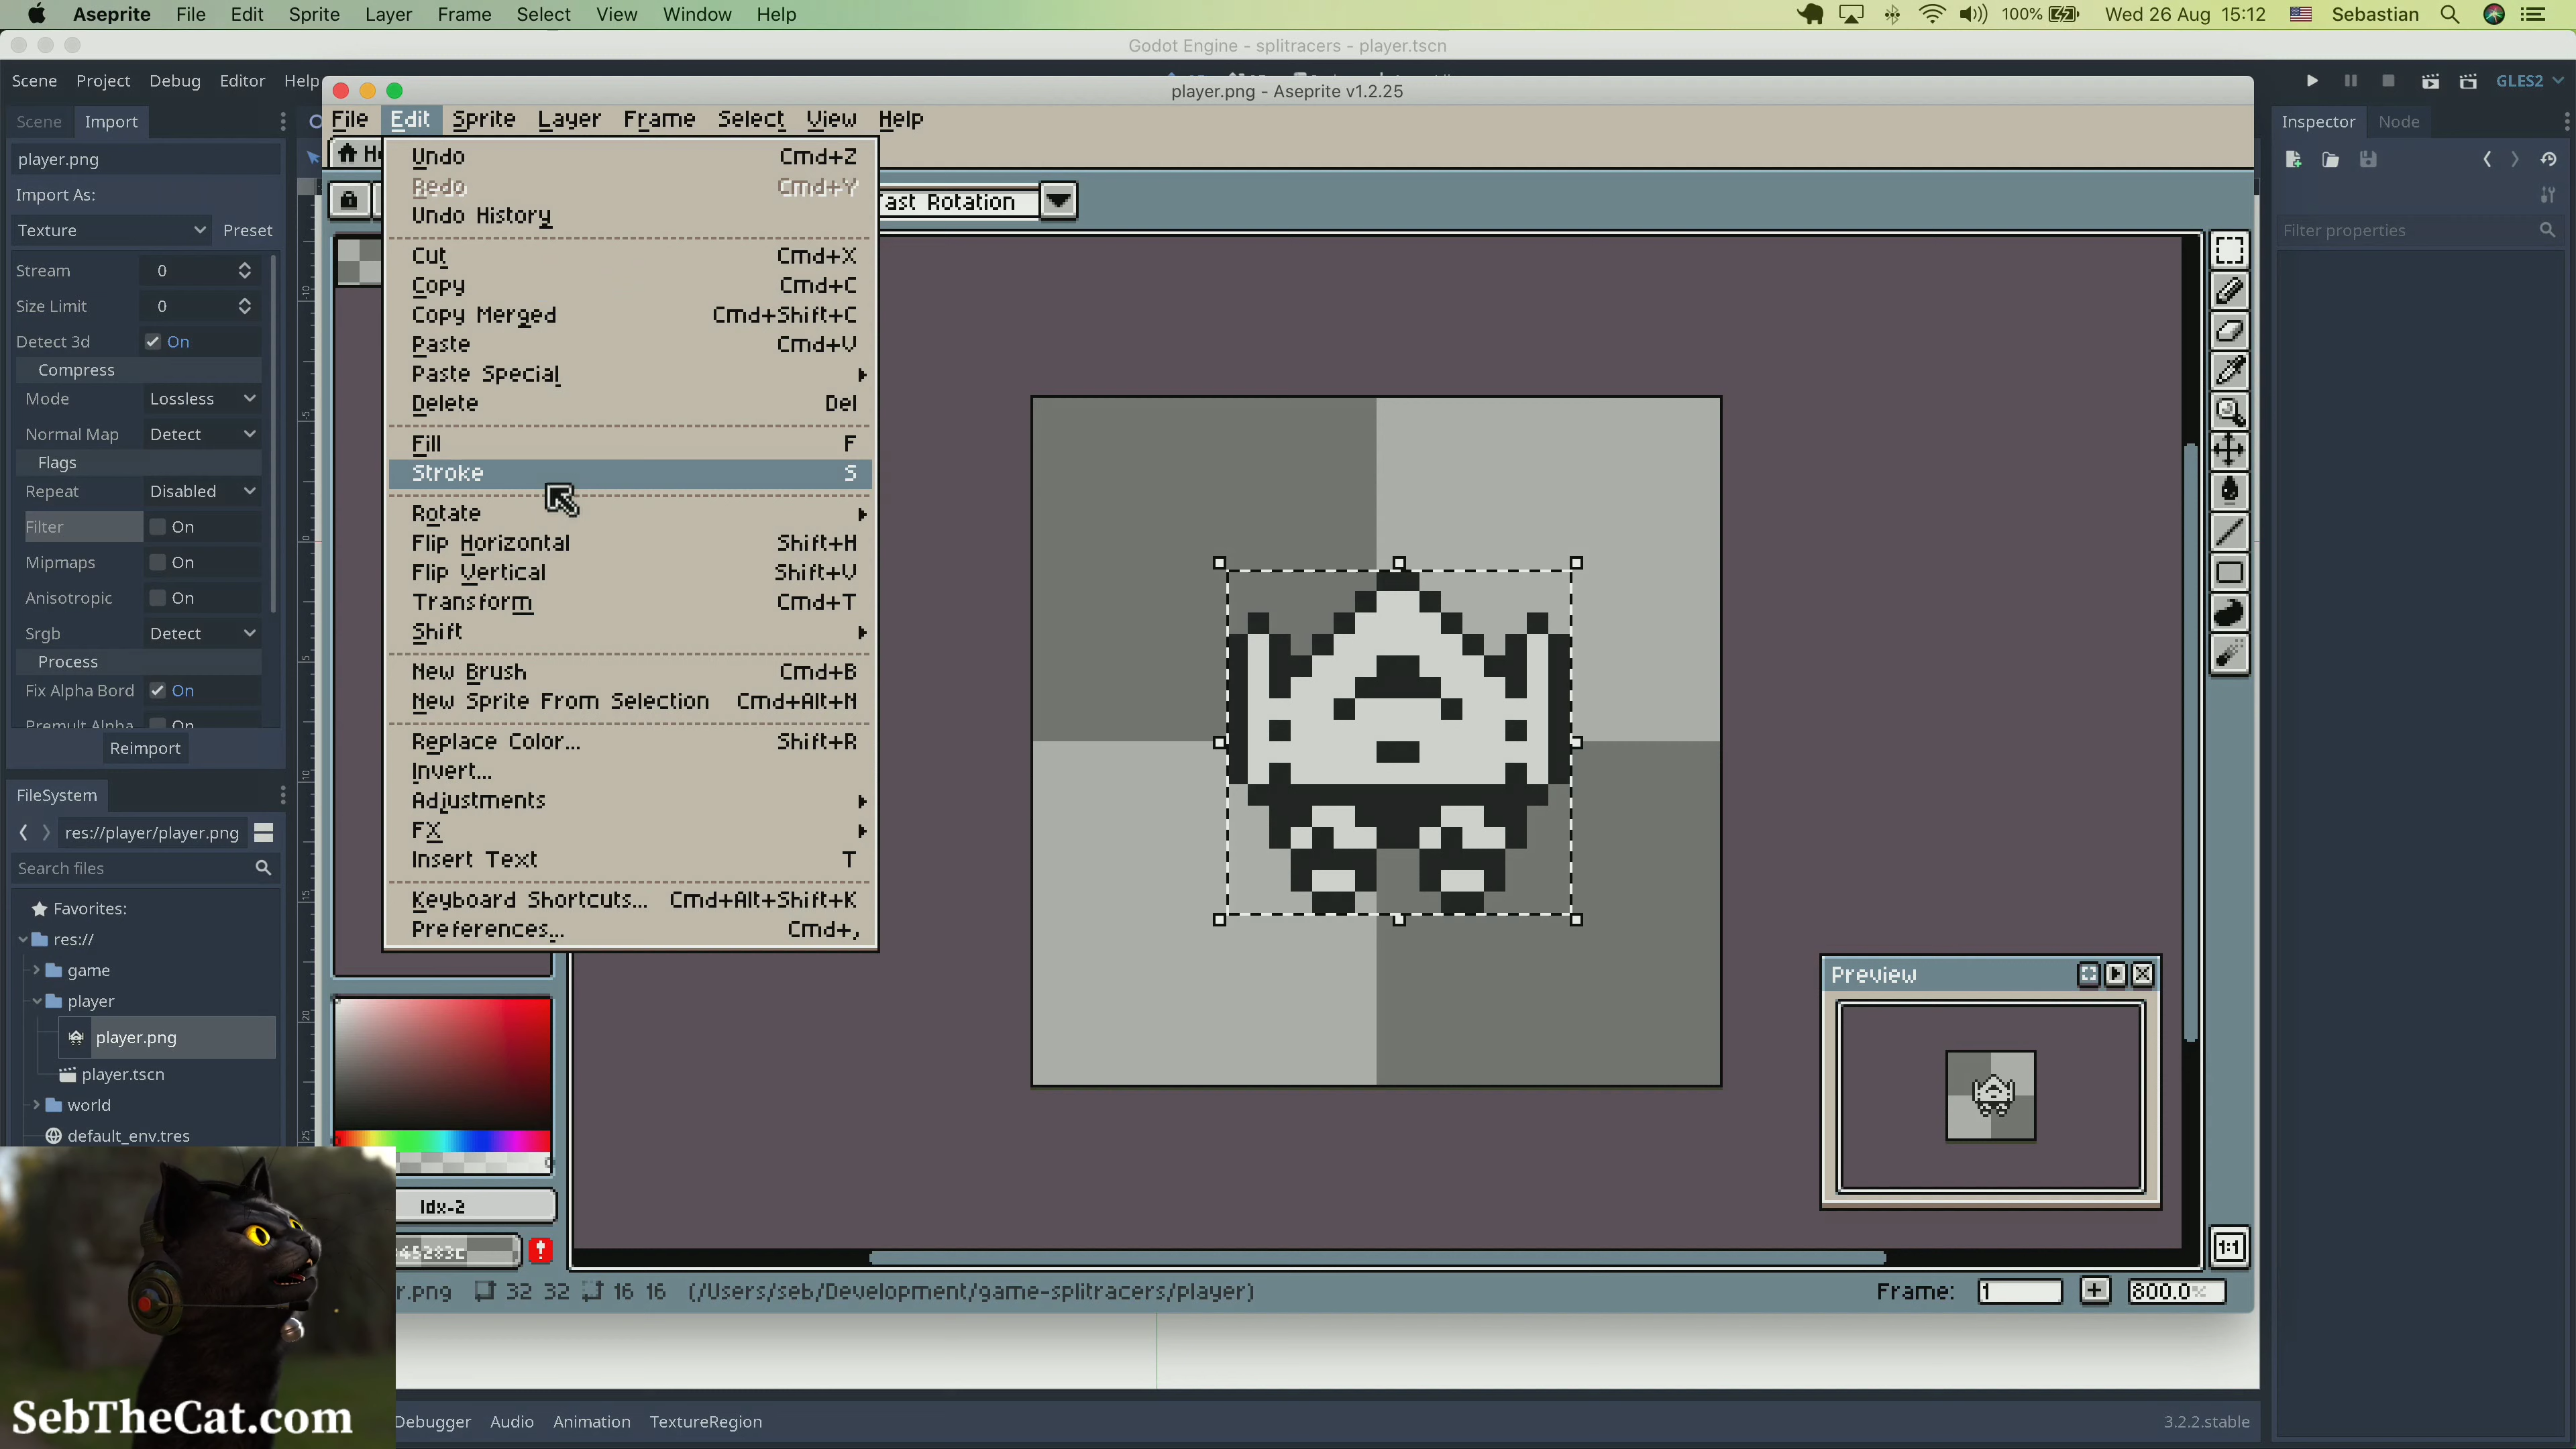 Aseprite File Edit Sprite Layer Frame Select View Window Help 100% Wed 26 Aug 15:12 Sebastian
Godot Engine - splitracers - player.tscn
Scene Project Debug Editor Help GLES2
player.png - Aseprite v1.2.25
Scene Import
File Edit Sprite Layer Frame Select View Help
Inspector Node
player.png
Import As:
Texture Preset
Stream 0
Size Limit 0
Detect 3d On
Compress
Mode Lossless
Normal Map Detect
Flags
Repeat Disabled
Filter On
Mipmaps On
Anisotropic On
Srgb Detect
Process
Fix Alpha Bord On
Premult Alpha On
Reimport
Undo Cmd+Z
Redo Cmd+Y
Undo History
Cut Cmd+X
Copy Cmd+C
Copy Merged Cmd+Shift+C
Paste Cmd+V
Paste Special
Delete Del
Fill F
Stroke S
Rotate
Flip Horizontal Shift+H
Flip Vertical Shift+V
Transform Cmd+T
Shift
New Brush Cmd+B
New Sprite From Selection Cmd+Alt+N
Replace Color... Shift+R
Invert...
Adjustments
FX
Insert Text T
Keyboard Shortcuts... Cmd+Alt+Shift+K
Preferences... Cmd+,
ast Rotation
Filter properties
FileSystem
res://player/player.png
Search files
Favorites:
res://
game
player
player.png
player.tscn
world
default_env.tres
Preview
Idx-2
45283c
1:1
r.png 32 32 16 16 (/Users/seb/Development/game-splitracers/player)
Frame: 1 + 800.0%
SebTheCat.com
Debugger Audio Animation TextureRegion
3.2.2.stable